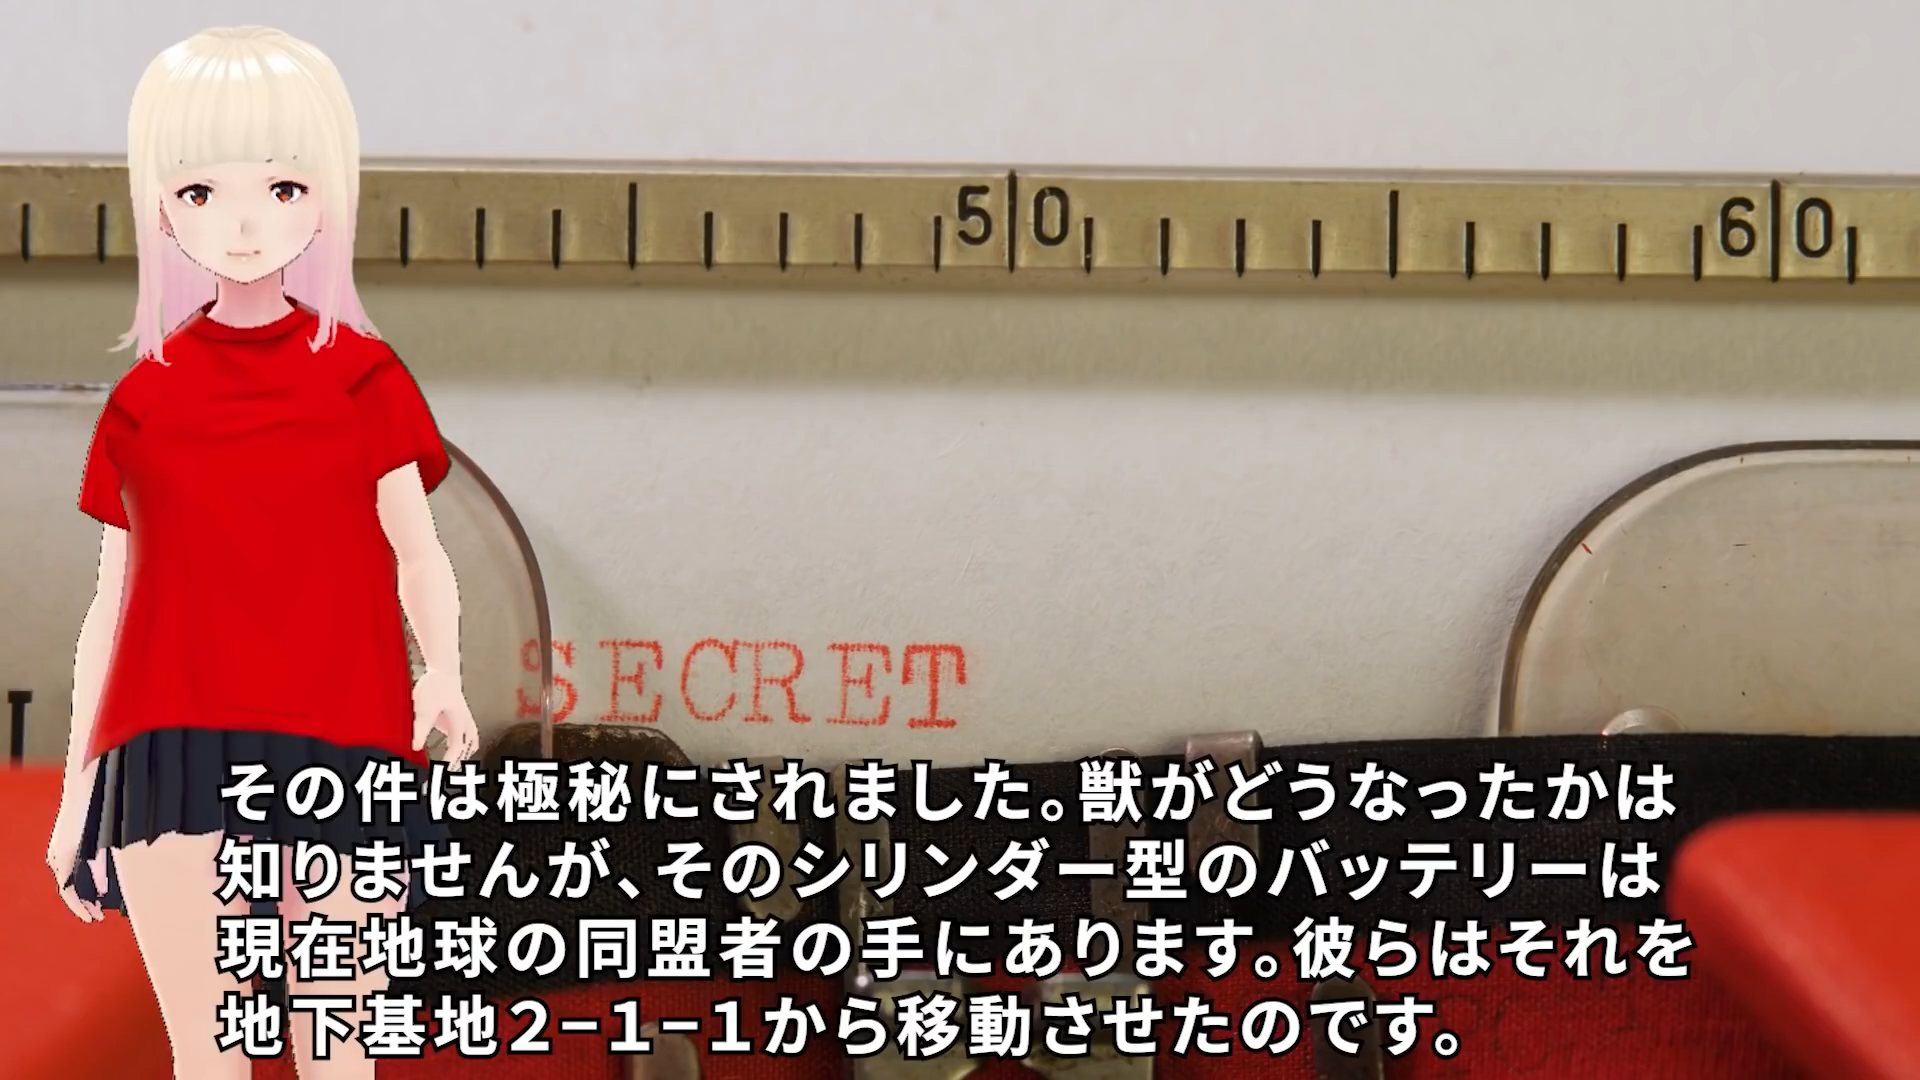 50
60
SECRET
その件は極秘にされました。獣がどうなったかは
知りませんが、そのシリンダー型のバッテリーは
現在地球の同盟者の手にあります。彼らはそれを
地下基地２−１−１から移動させたのです。